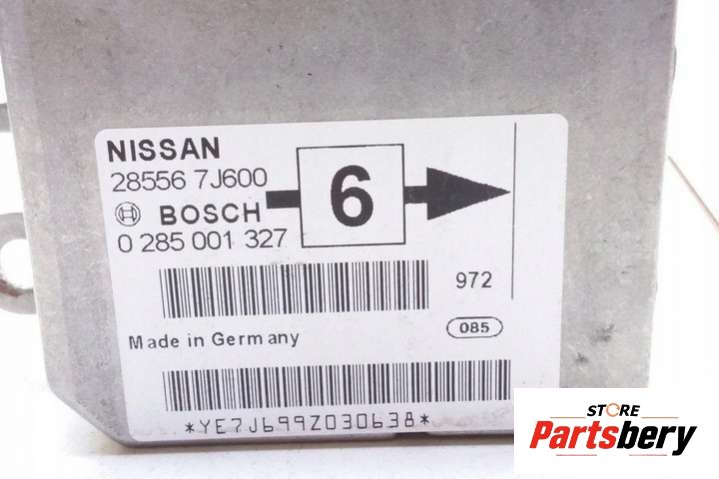 NISSAN
28556 7J600
BOSCH
6
0 285 001 327
972
085
Made in Germany
*YE7J699Z030638*
STORE
Partsbery